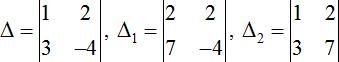 Δ = |1 2; 3 −4|, Δ₁ = |2 2; 7 −4|, Δ₂ = |1 2; 3 7|